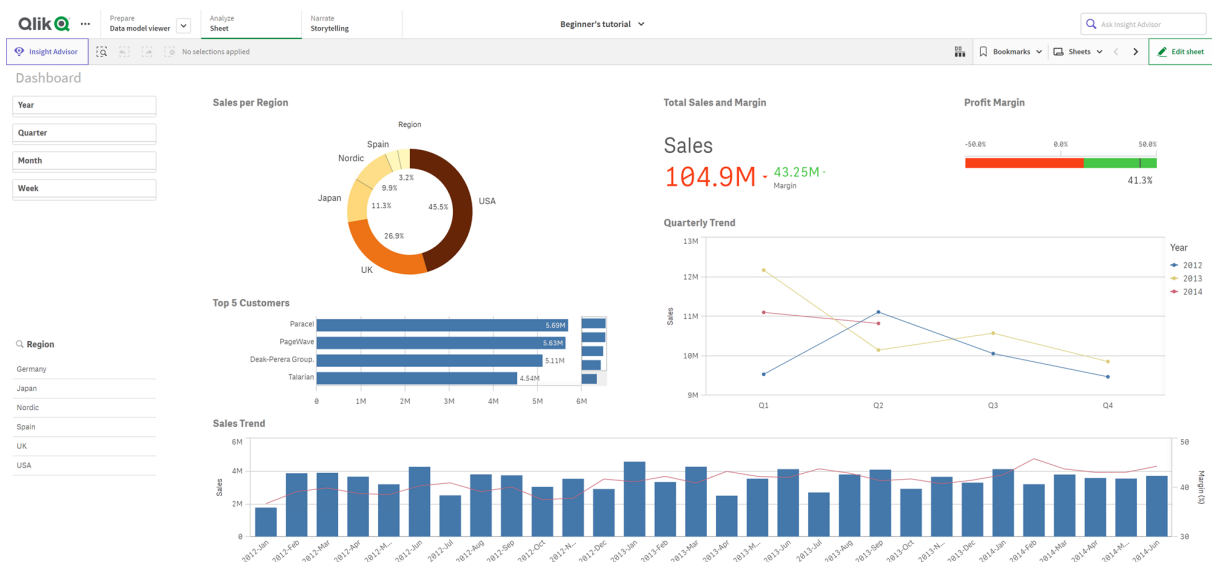 Qlik
Prepare
Data model viewer
Analyze
Sheet
Narrate
Storytelling
Beginner's tutorial
Ask Insight Advisor
Insight Advisor
No selections applied
Bookmarks
Sheets
Edit sheet
Dashboard
Year
Quarter
Month
Week
Region
Germany
Japan
Nordic
Spain
UK
USA
Sales per Region
Region
Spain
Nordic
Japan
UK
USA
3.2%
9.9%
11.3%
26.9%
45.5%
Top 5 Customers
Paracel
5.69M
PageWave
5.63M
Deak-Perera Group.
5.11M
Talarian
4.54M
0 1M 2M 3M 4M 5M 6M
Total Sales and Margin
Sales
104.9M
43.25M
Margin
Profit Margin
-50.0% 0.0% 50.0%
41.3%
Quarterly Trend
13M
12M
11M
10M
9M
Sales
Q1 Q2 Q3 Q4
Year
2012
2013
2014
Sales Trend
6M
4M
2M
0
Sales
50
40
30
Margin (%)
2012-Jan 2012-Feb 2012-Mar 2012-Apr 2012-M... 2012-Jun 2012-Jul 2012-Aug 2012-Sep 2012-Oct 2012-N... 2012-Dec 2013-Jan 2013-Feb 2013-Mar 2013-Apr 2013-M... 2013-Jun 2013-Jul 2013-Aug 2013-Sep 2013-Oct 2013-N... 2013-Dec 2014-Jan 2014-Feb 2014-Mar 2014-Apr 2014-M... 2014-Jun